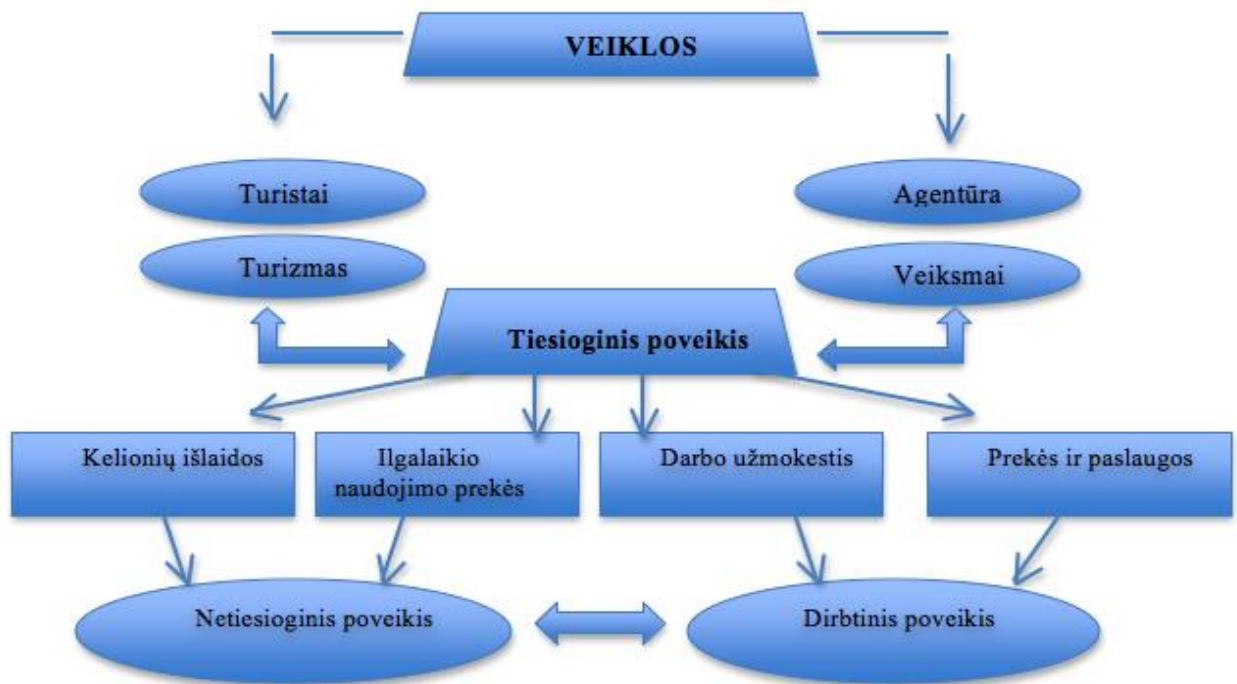 VEIKLOS
Turistai
Agentūra
Turizmas
Veiksmai
Tiesioginis poveikis
Kelionių išlaidos
Ilgalaikio
naudojimo prekės
Darbo užmokestis
Prekės ir paslaugos
Netiesioginis poveikis
Dirbtinis poveikis